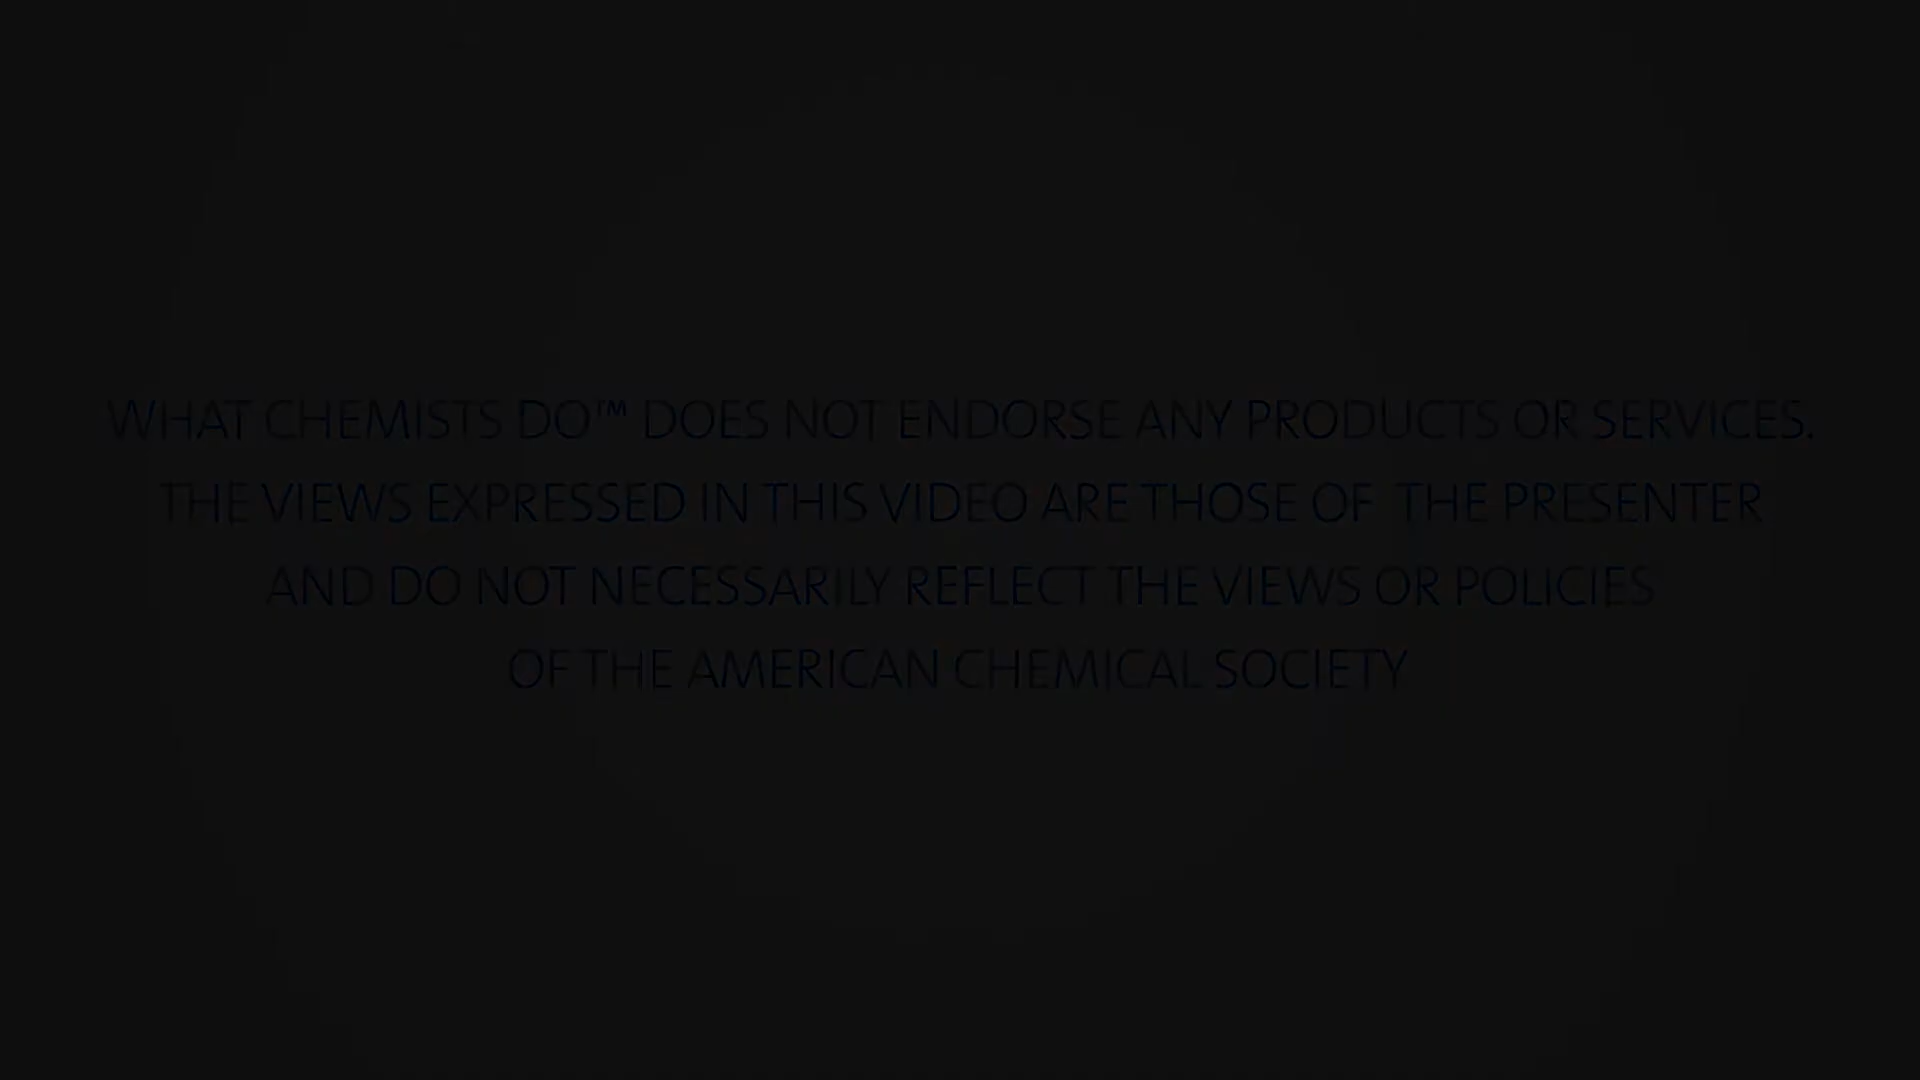 WHAT CHEMISTS DO™ DOES NOT ENDORSE ANY PRODUCTS OR SERVICES.
THE VIEWS EXPRESSED IN THIS VIDEO ARE THOSE OF THE PRESENTER
AND DO NOT NECESSARILY REFLECT THE VIEWS OR POLICIES
OF THE AMERICAN CHEMICAL SOCIETY